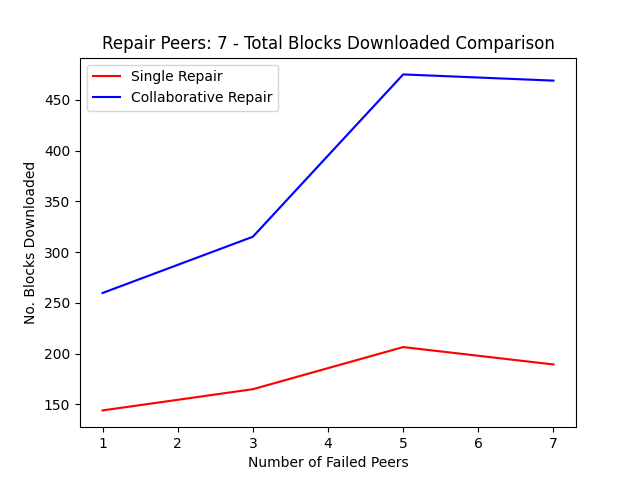 Repair Peers: 7 - Total Blocks Downloaded Comparison
Single Repair
Collaborative Repair
No. Blocks Downloaded
450
400
350
300
250
200
150
1 2 3 4 5 6 7
Number of Failed Peers